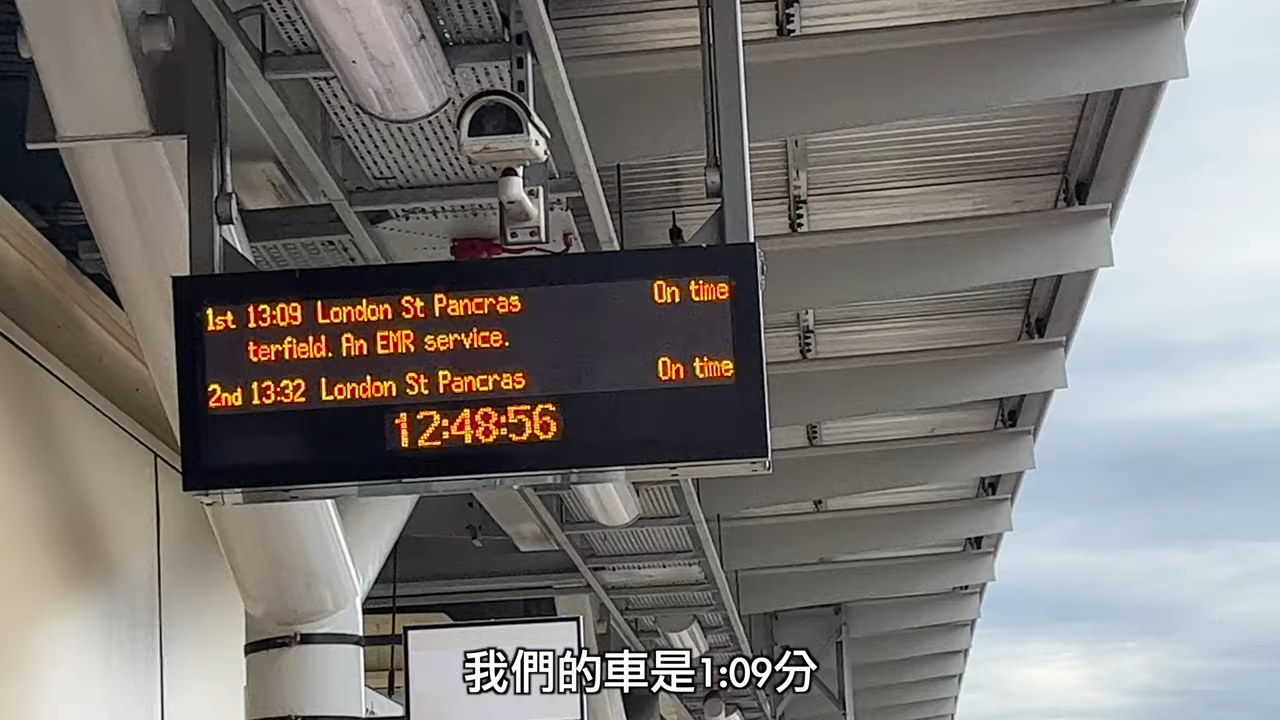 1st 13:09 London St Pancras On time
terfield. An EMR service.
2nd 13:32 London St Pancras On time
12:48:56
我們的車是1:09分